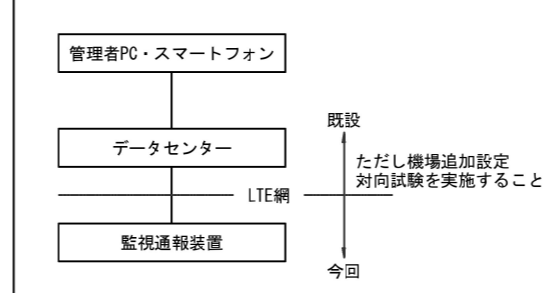 管理者PC・スマートフォン
既設
データセンター
ただし機場追加設定
対向試験を実施すること
LTE網
監視通報装置
今回